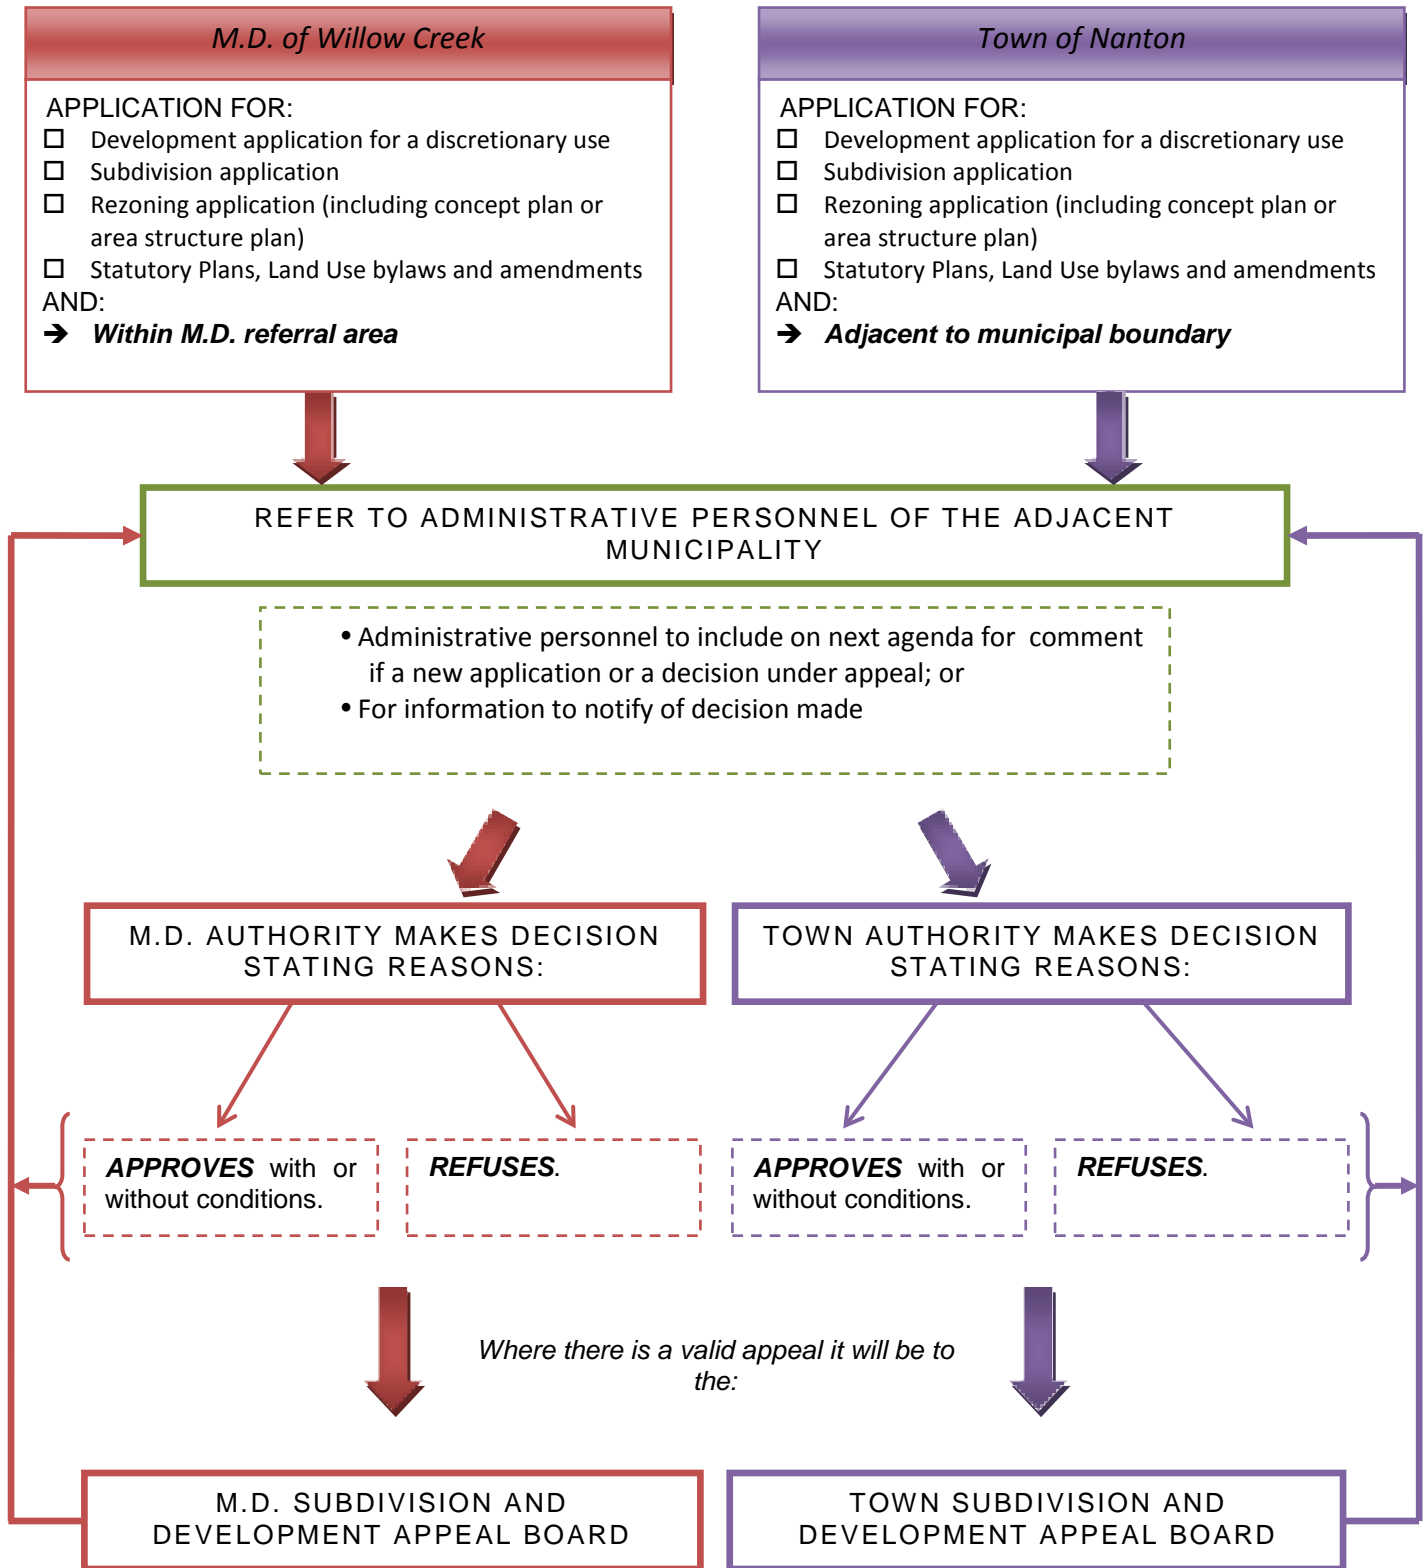 M.D. of Willow Creek
APPLICATION FOR:
☐ Development application for a discretionary use
☐ Subdivision application
☐ Rezoning application (including concept plan or
area structure plan)
☐ Statutory Plans, Land Use bylaws and amendments
AND:
➔ Within M.D. referral area
Town of Nanton
APPLICATION FOR:
☐ Development application for a discretionary use
☐ Subdivision application
☐ Rezoning application (including concept plan or
area structure plan)
☐ Statutory Plans, Land Use bylaws and amendments
AND:
➔ Adjacent to municipal boundary
REFER TO ADMINISTRATIVE PERSONNEL OF THE ADJACENT
MUNICIPALITY
• Administrative personnel to include on next agenda for comment
if a new application or a decision under appeal; or
• For information to notify of decision made
M.D. AUTHORITY MAKES DECISION
STATING REASONS:
TOWN AUTHORITY MAKES DECISION
STATING REASONS:
APPROVES with or
without conditions.
REFUSES.
APPROVES with or
without conditions.
REFUSES.
Where there is a valid appeal it will be to
the:
M.D. SUBDIVISION AND
DEVELOPMENT APPEAL BOARD
TOWN SUBDIVISION AND
DEVELOPMENT APPEAL BOARD